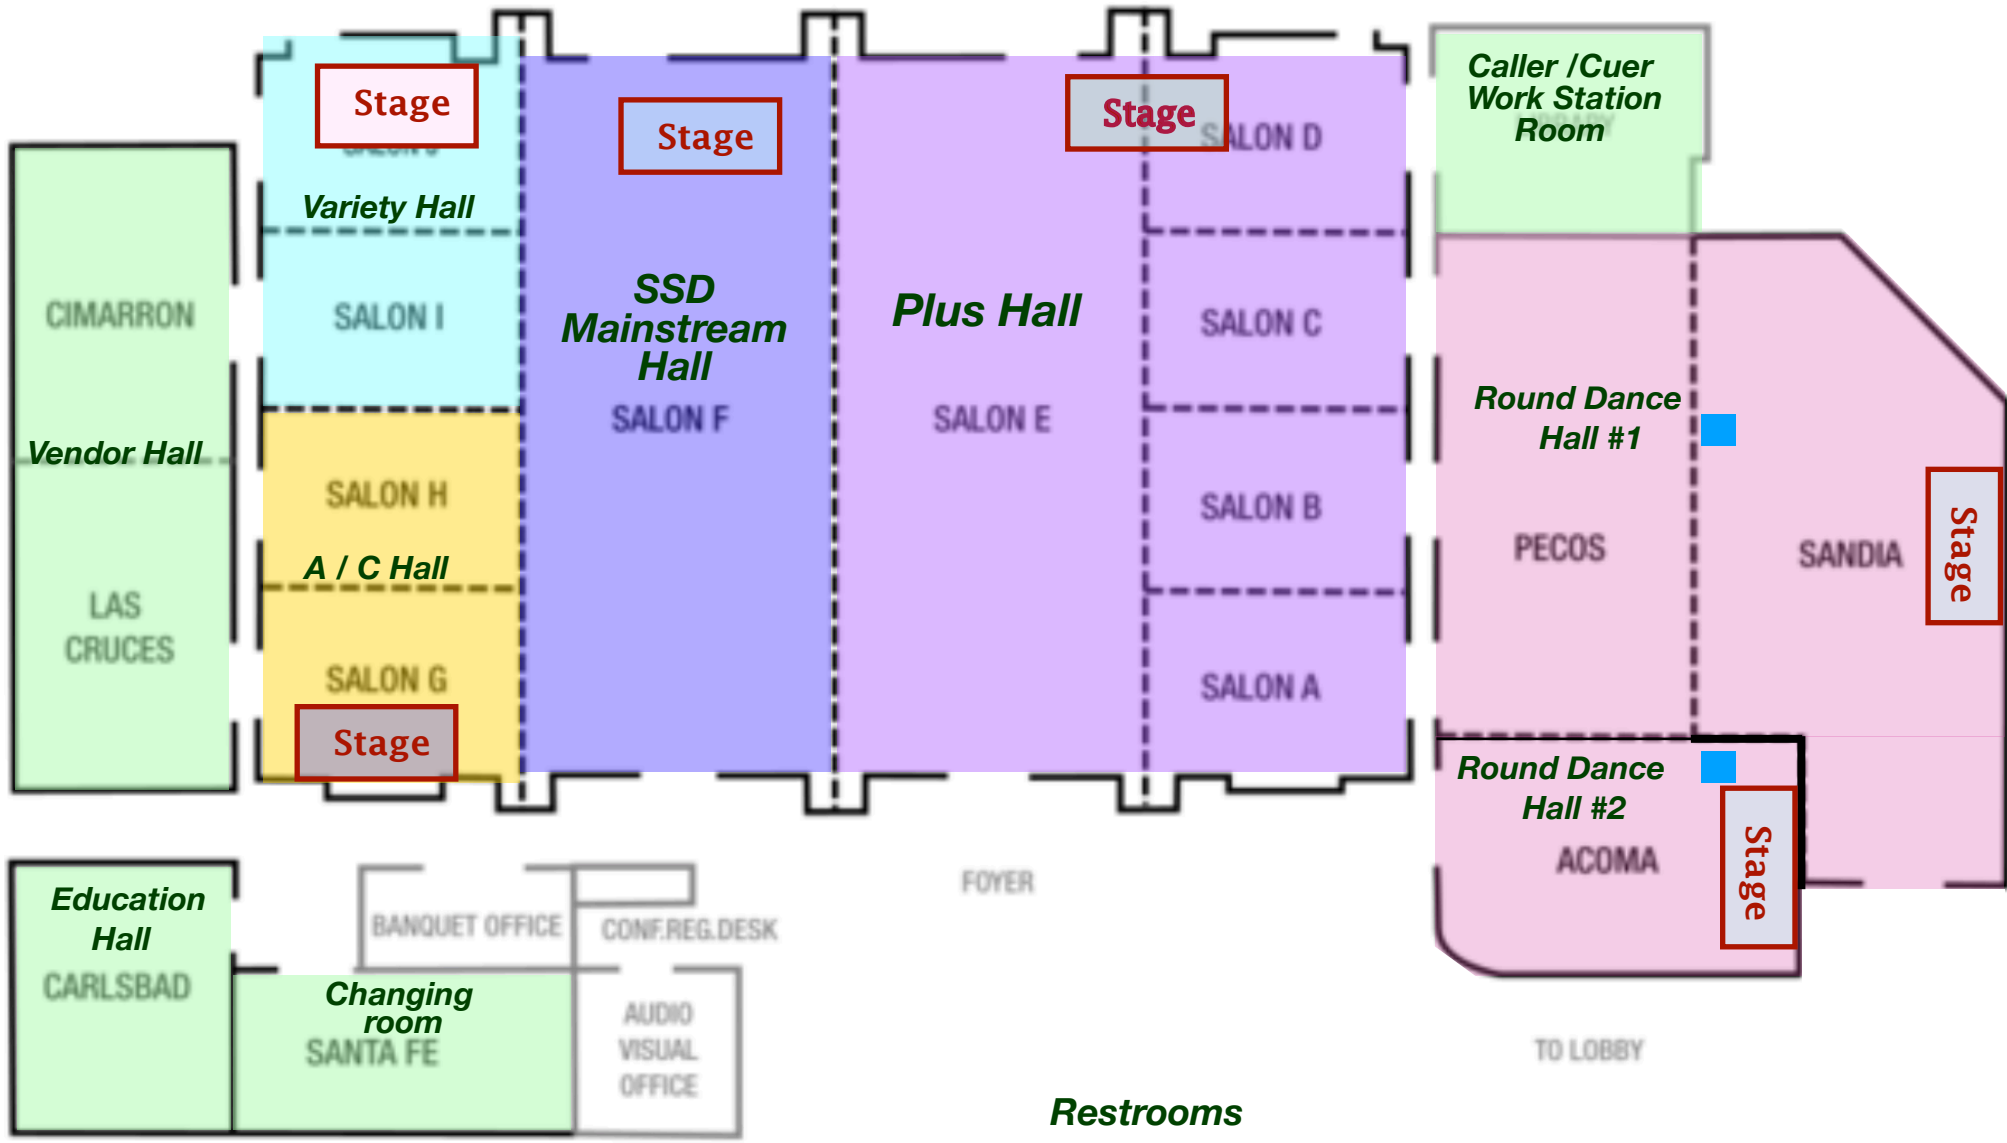 Stage
SALON J
Variety Hall
SALON I
Stage
SSD
Mainstream
Hall
SALON F
Stage
SALON D
Plus Hall
SALON C
SALON E
SALON B
SALON A
Caller /Cuer
Work Station
Room
LIBRARY
CIMARRON
Vendor Hall
LAS
CRUCES
SALON H
A / C Hall
SALON G
Stage
Round Dance
Hall #1
PECOS
SANDIA
Stage
Round Dance
Hall #2
ACOMA
Stage
Education
Hall
CARLSBAD
BANQUET OFFICE
CONF.REG.DESK
FOYER
Changing
room
SANTA FE
AUDIO
VISUAL
OFFICE
TO LOBBY
Restrooms